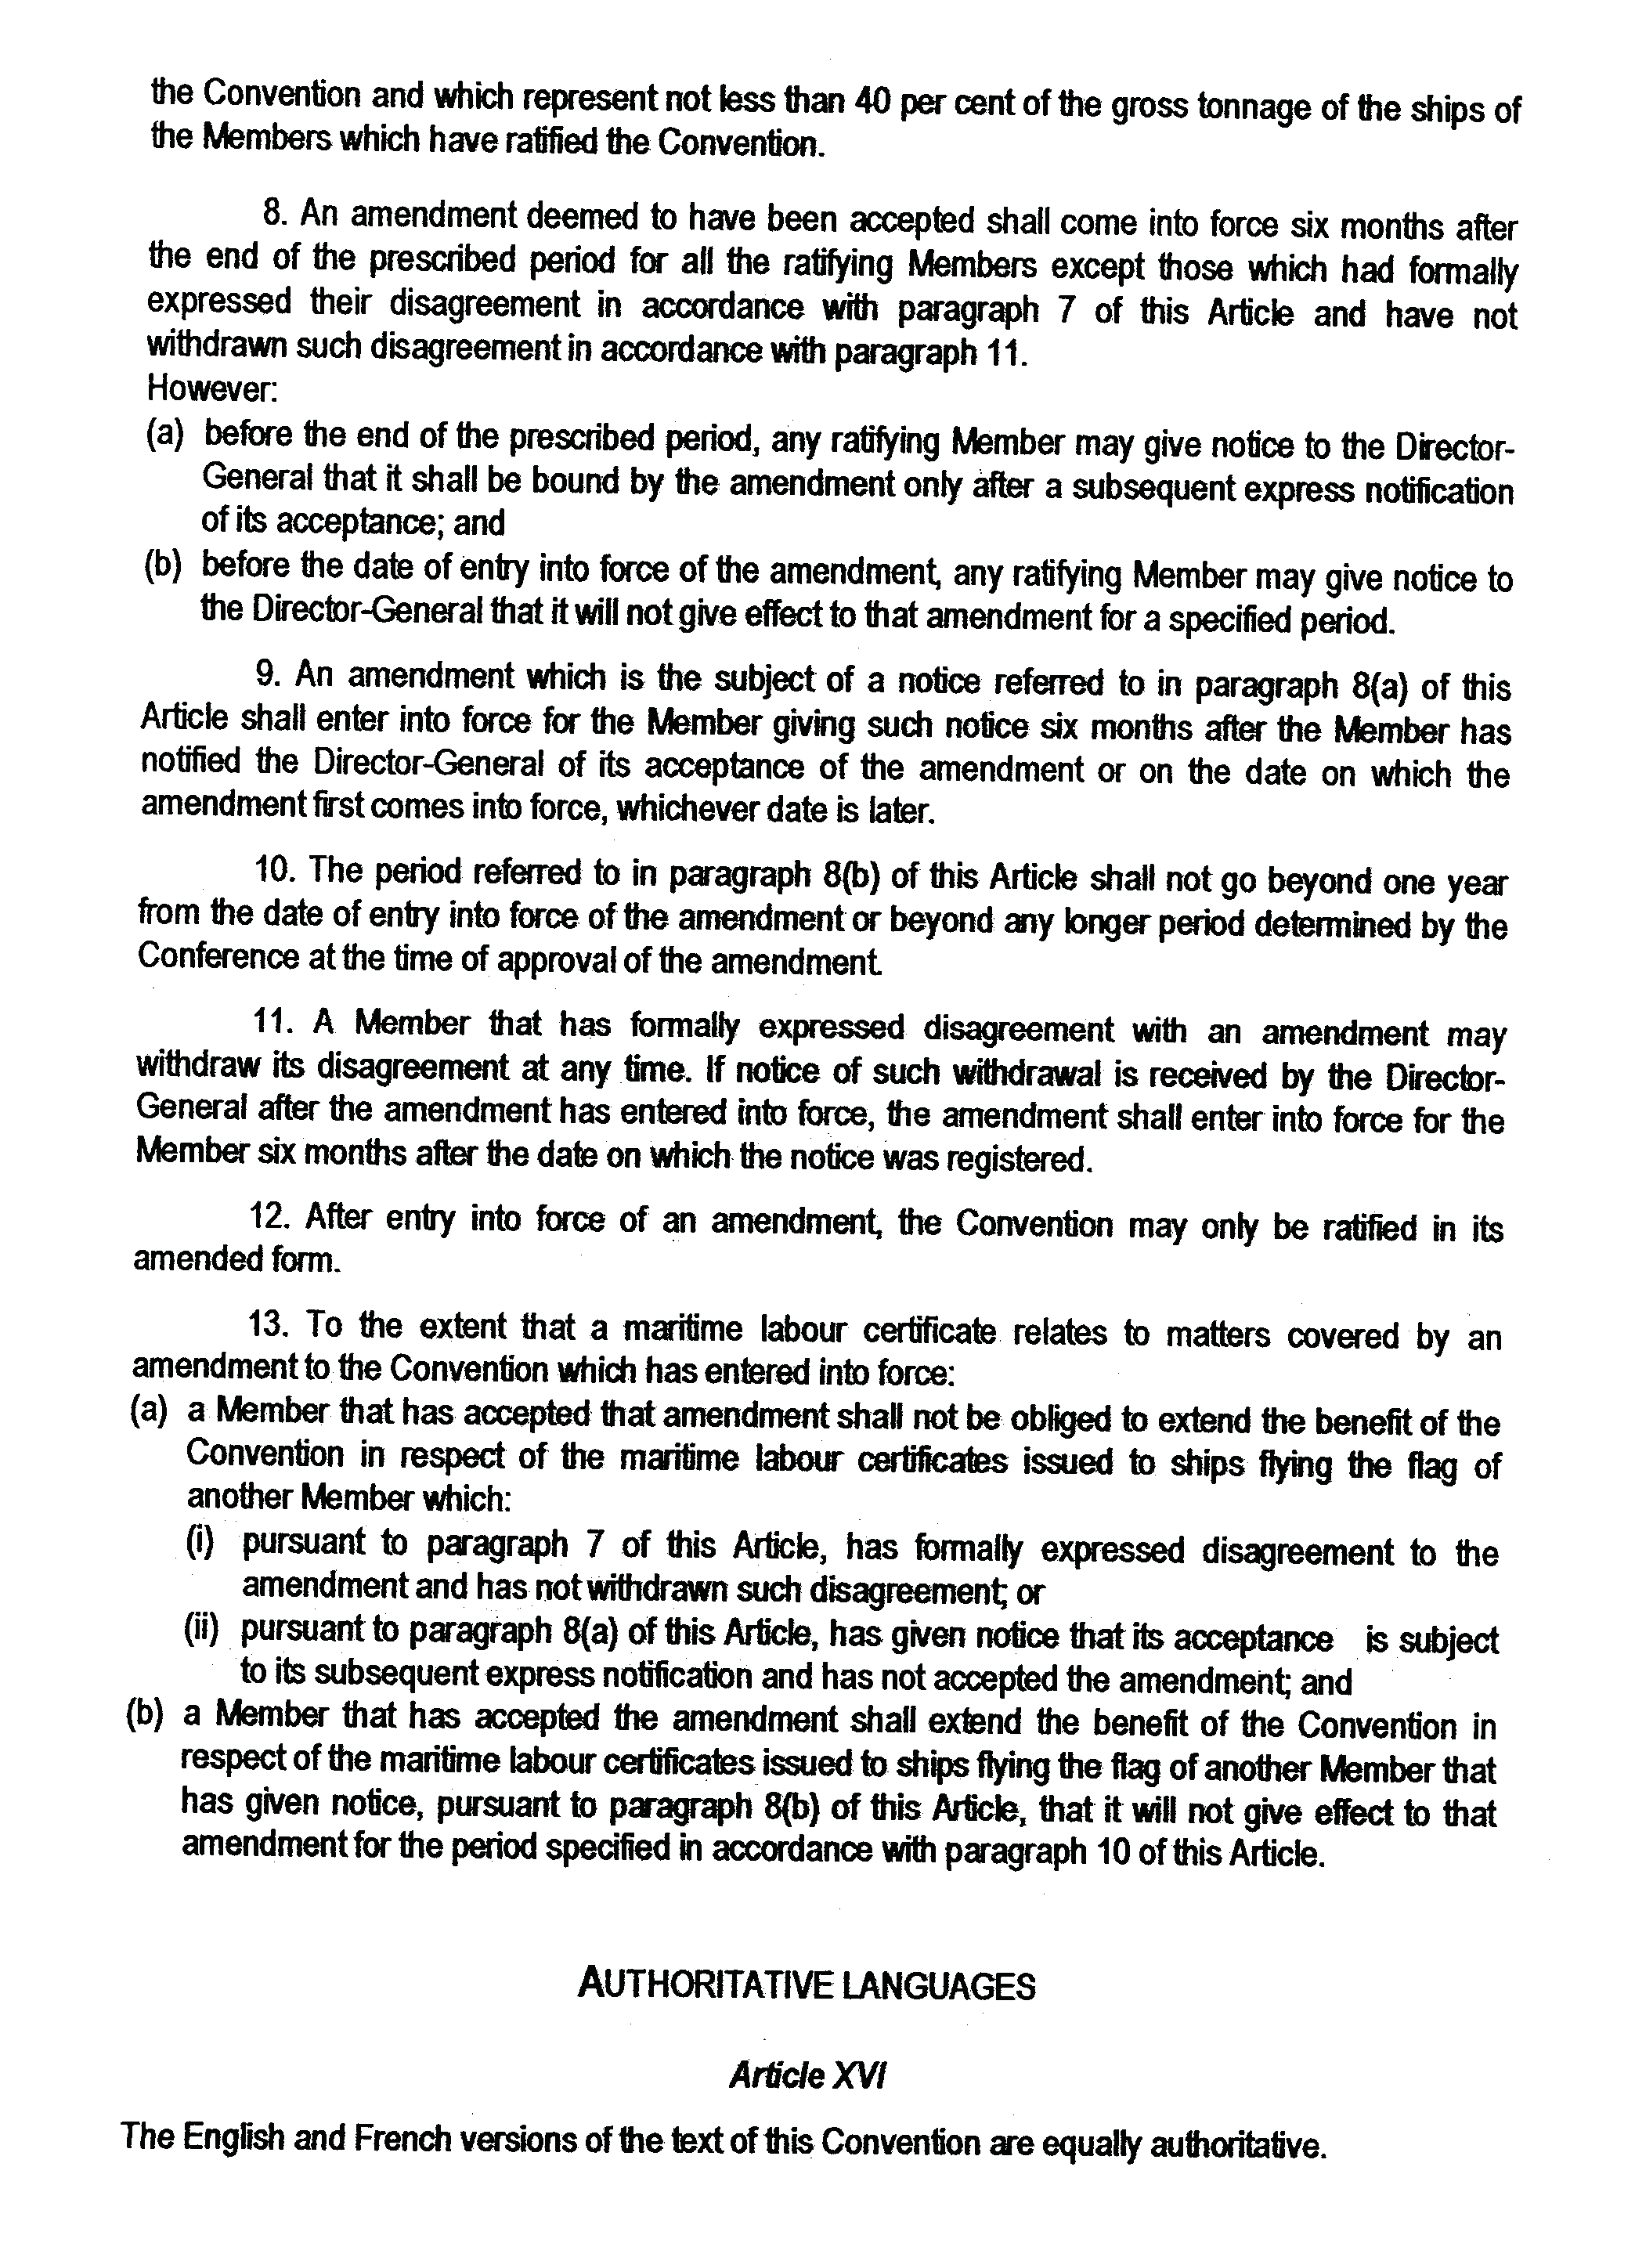 the Convention and which represent not less than 40 per cent of the gross tonnage of the ships of
the Members which have ratified the Convention.
8. An amendment deemed to have been accepted shall come into force six months after
the end of the prescribed period for all the ratifying Members except those which had formally
expressed their disagreement in accordance with paragraph 7 of this Article and have not
withdrawn such disagreement in accordance with paragraph 11.
However:
(a) before the end of the prescribed period, any ratifying Member may give notice to the Director-
General that it shall be bound by the amendment only after a subsequent express notification
of its acceptance; and
(b) before the date of entry into force of the amendment, any ratifying Member may give notice to
the Director-General that it will not give effect to that amendment for a specified period.
9. An amendment which is the subject of a notice referred to in paragraph 8(a) of this
Article shall enter into force for the Member giving such notice six months after the Member has
notified the Director-General of its acceptance of the amendment or on the date on which the
amendment first comes into force, whichever date is later.
10. The period referred to in paragraph 8(b) of this Article shall not go beyond one year
from the date of entry into force of the amendment or beyond any longer period determined by the
Conference at the time of approval of the amendment.
11. A Member that has formally expressed disagreement with an amendment may
withdraw its disagreement at any time. If notice of such withdrawal is received by the Director-
General after the amendment has entered into force, the amendment shall enter into force for the
Member six months after the date on which the notice was registered.
12. After entry into force of an amendment, the Convention may only be ratified in its
amended form.
13. To the extent that a maritime labour certificate relates to matters covered by an
amendment to the Convention which has entered into force:
(a) a Member that has accepted that amendment shall not be obliged to extend the benefit of the
Convention in respect of the maritime labour certificates issued to ships flying the flag of
another Member which:
(i) pursuant to paragraph 7 of this Article, has formally expressed disagreement to the
amendment and has not withdrawn such disagreement; or
(ii) pursuant to paragraph 8(a) of this Article, has given notice that its acceptance is subject
to its subsequent express notification and has not accepted the amendment; and
(b) a Member that has accepted the amendment shall extend the benefit of the Convention in
respect of the maritime labour certificates issued to ships flying the flag of another Member that
has given notice, pursuant to paragraph 8(b) of this Article, that it will not give effect to that
amendment for the period specified in accordance with paragraph 10 of this Article.
AUTHORITATIVE LANGUAGES
Article XVI
The English and French versions of the text of this Convention are equally authoritative.